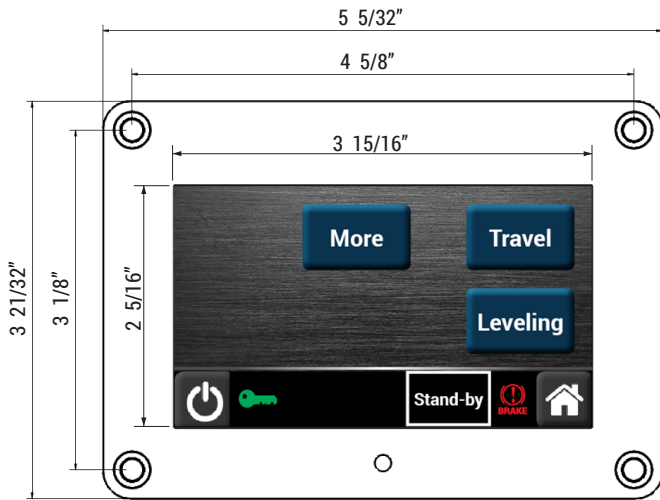 5 5/32”
4 5/8”
3 15/16”
3 21/32”
3 1/8”
2 5/16”
More
Travel
Leveling
Stand-by
BRAKE